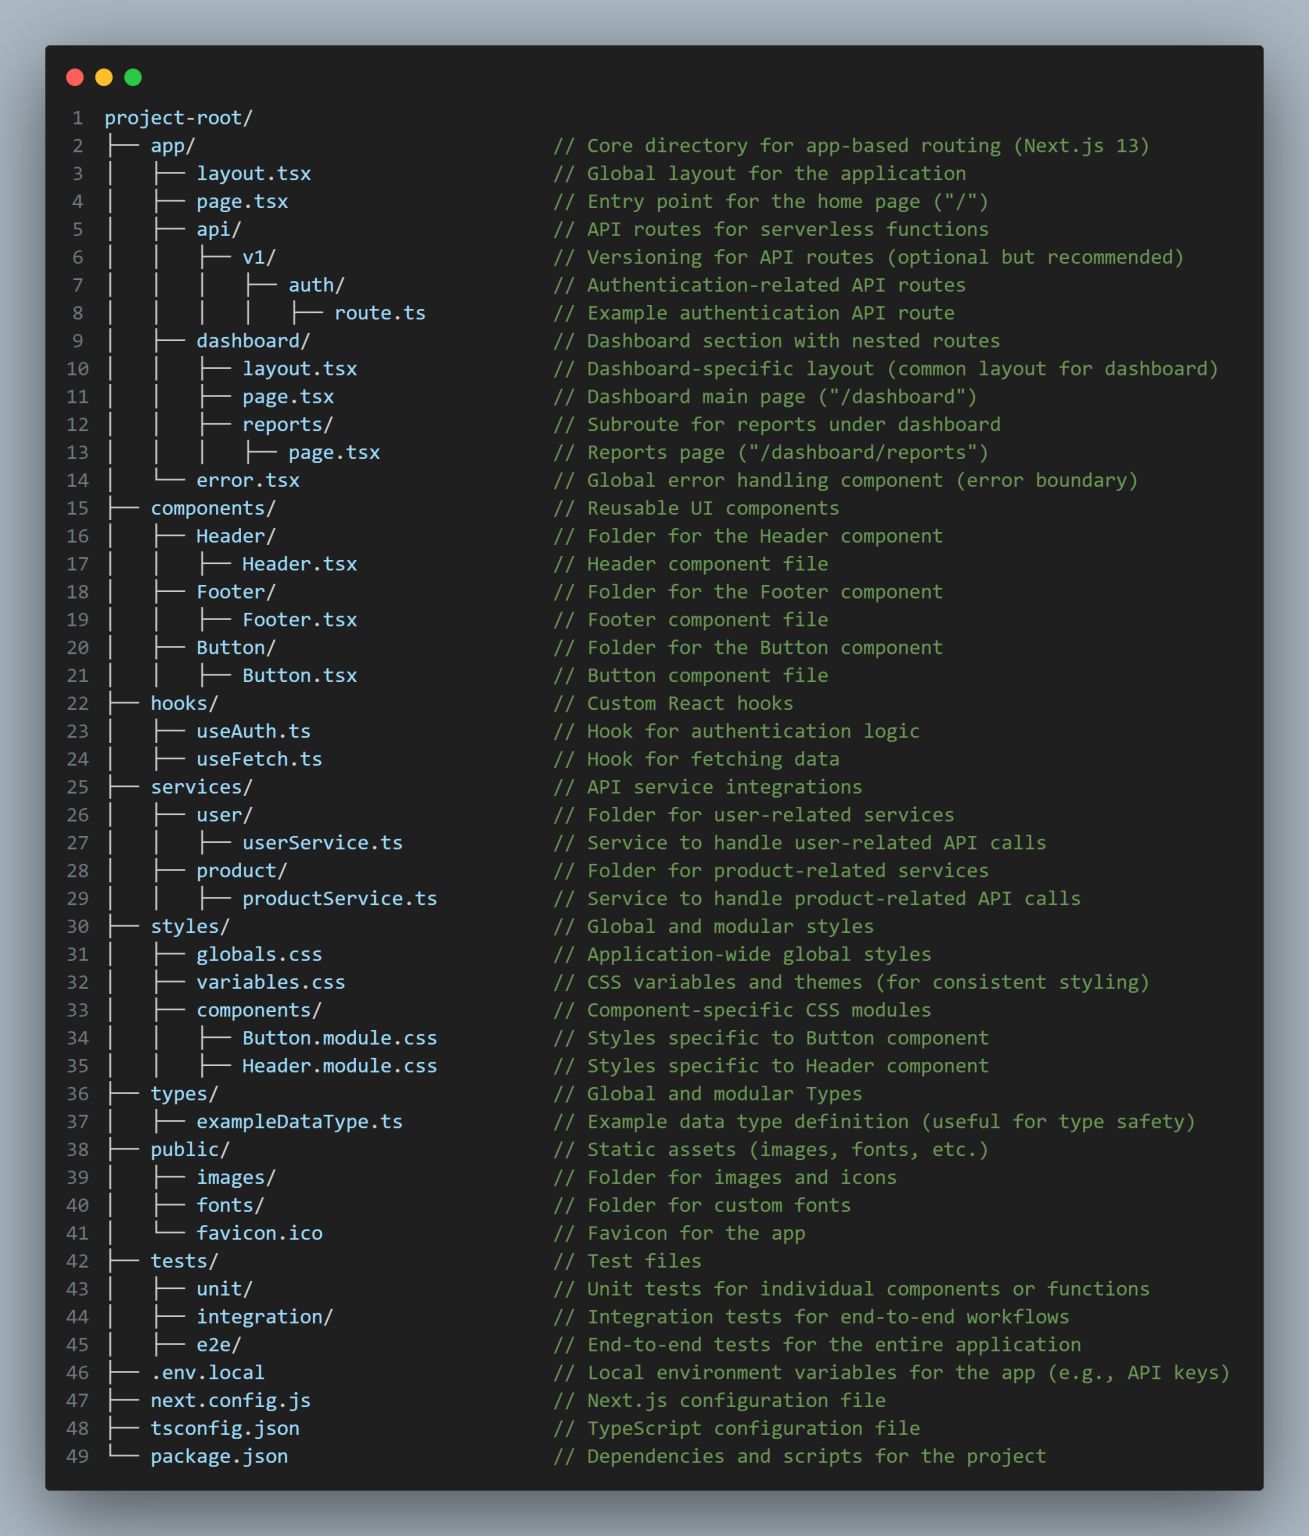 1 project-root/
2 ├── app/ // Core directory for app-based routing (Next.js 13)
3 │   ├── layout.tsx // Global layout for the application
4 │   ├── page.tsx // Entry point for the home page ("/")
5 │   ├── api/ // API routes for serverless functions
6 │   │   ├── v1/ // Versioning for API routes (optional but recommended)
7 │   │   │   ├── auth/ // Authentication-related API routes
8 │   │   │   │   ├── route.ts // Example authentication API route
9 │   ├── dashboard/ // Dashboard section with nested routes
10 │   │   ├── layout.tsx // Dashboard-specific layout (common layout for dashboard)
11 │   │   ├── page.tsx // Dashboard main page ("/dashboard")
12 │   │   ├── reports/ // Subroute for reports under dashboard
13 │   │   │   ├── page.tsx // Reports page ("/dashboard/reports")
14 │   └── error.tsx // Global error handling component (error boundary)
15 ├── components/ // Reusable UI components
16 │   ├── Header/ // Folder for the Header component
17 │   │   ├── Header.tsx // Header component file
18 │   ├── Footer/ // Folder for the Footer component
19 │   │   ├── Footer.tsx // Footer component file
20 │   ├── Button/ // Folder for the Button component
21 │   │   ├── Button.tsx // Button component file
22 ├── hooks/ // Custom React hooks
23 │   ├── useAuth.ts // Hook for authentication logic
24 │   ├── useFetch.ts // Hook for fetching data
25 ├── services/ // API service integrations
26 │   ├── user/ // Folder for user-related services
27 │   │   ├── userService.ts // Service to handle user-related API calls
28 │   ├── product/ // Folder for product-related services
29 │   │   ├── productService.ts // Service to handle product-related API calls
30 ├── styles/ // Global and modular styles
31 │   ├── globals.css // Application-wide global styles
32 │   ├── variables.css // CSS variables and themes (for consistent styling)
33 │   ├── components/ // Component-specific CSS modules
34 │   │   ├── Button.module.css // Styles specific to Button component
35 │   │   ├── Header.module.css // Styles specific to Header component
36 ├── types/ // Global and modular Types
37 │   ├── exampleDataType.ts // Example data type definition (useful for type safety)
38 ├── public/ // Static assets (images, fonts, etc.)
39 │   ├── images/ // Folder for images and icons
40 │   ├── fonts/ // Folder for custom fonts
41 │   └── favicon.ico // Favicon for the app
42 ├── tests/ // Test files
43 │   ├── unit/ // Unit tests for individual components or functions
44 │   ├── integration/ // Integration tests for end-to-end workflows
45 │   ├── e2e/ // End-to-end tests for the entire application
46 ├── .env.local // Local environment variables for the app (e.g., API keys)
47 ├── next.config.js // Next.js configuration file
48 ├── tsconfig.json // TypeScript configuration file
49 └── package.json // Dependencies and scripts for the project